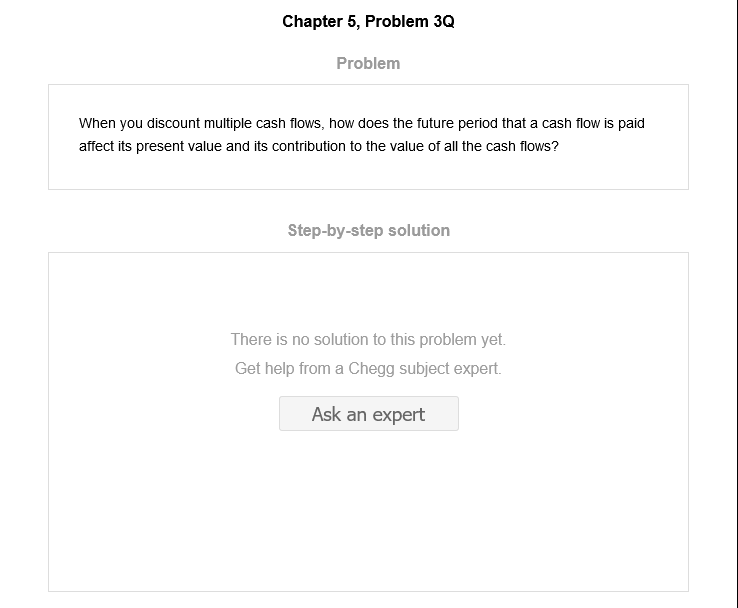 Chapter 5, Problem 3Q
Problem
When you discount multiple cash flows, how does the future period that a cash flow is paid
affect its present value and its contribution to the value of all the cash flows?
Step-by-step solution
There is no solution to this problem yet.
Get help from a Chegg subject expert.
Ask an expert